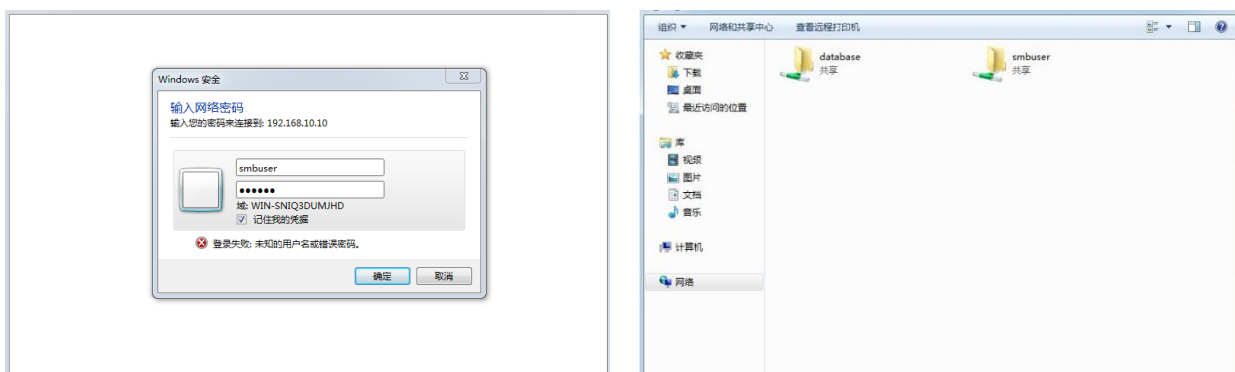 Windows 安全
输入网络密码
输入您的密码来连接到: 192.168.10.10
smbuser
●●●●●●
域: WIN-SNIQ3DUMJHD
记住我的凭据
登录失败: 未知的用户名或错误密码。
确定 取消
组织 网络和共享中心 查看远程打印机
收藏夹
下载
桌面
最近访问的位置
库
视频
图片
文档
音乐
计算机
网络
database
共享
smbuser
共享